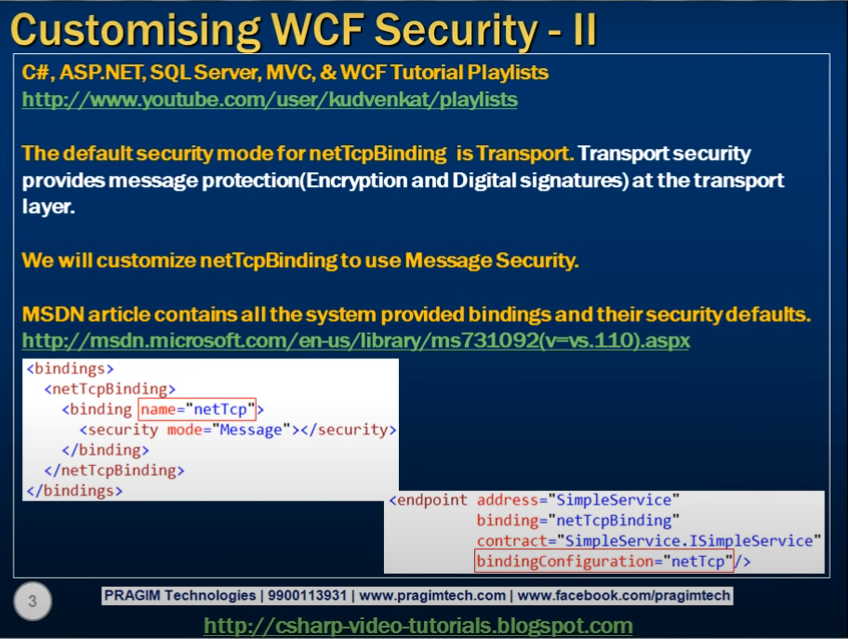 Customising WCF Security - II
C#, ASP.NET, SQL Server, MVC, & WCF Tutorial Playlists
http://www.youtube.com/user/kudvenkat/playlists
The default security mode for netTcpBinding is Transport. Transport security
provides message protection(Encryption and Digital signatures) at the transport
layer.
We will customize netTcpBinding to use Message Security.
MSDN article contains all the system provided bindings and their security defaults.
http://msdn.microsoft.com/en-us/library/ms731092(v=vs.110).aspx
<bindings>
<netTcpBinding>
<binding name="netTcp">
<security mode="Message"></security>
</binding>
</netTcpBinding>
</bindings>
<endpoint address="SimpleService"
binding="netTcpBinding"
contract="SimpleService.ISimpleService"
bindingConfiguration="netTcp"/>
3
PRAGIM Technologies | 9900113931 | www.pragimtech.com | www.facebook.com/pragimtech
http://csharp-video-tutorials.blogspot.com